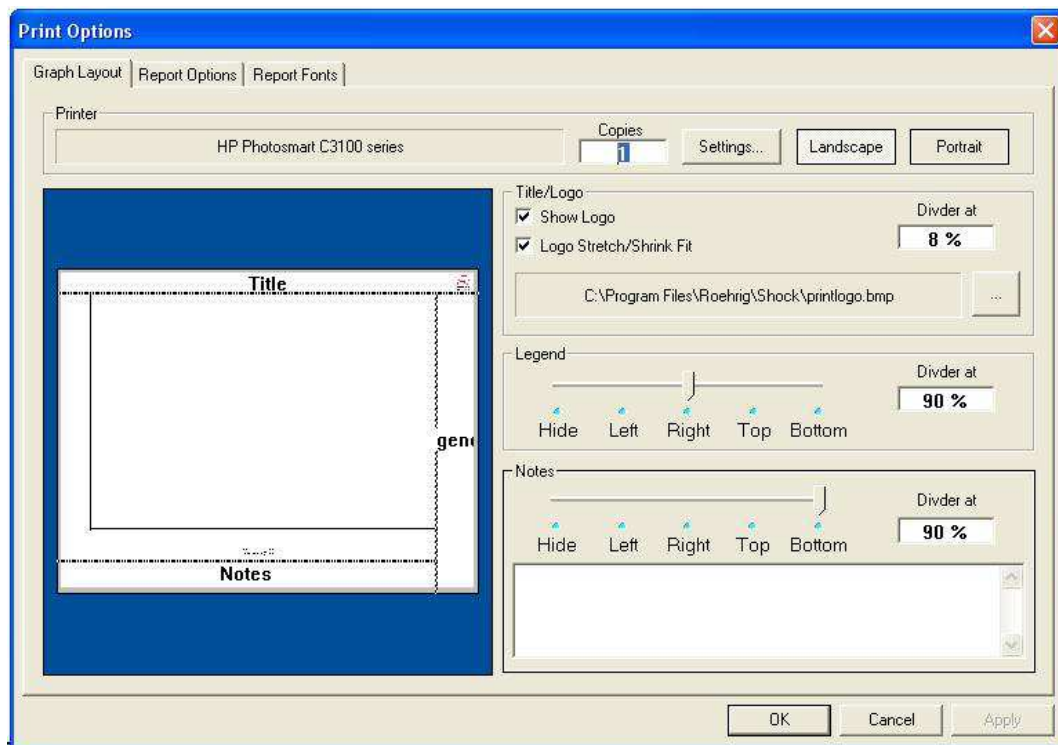 Print Options
Graph Layout Report Options Report Fonts
Printer
HP Photosmart C3100 series
Copies
1
Settings...
Landscape
Portrait
Title
gene
Notes
Title/Logo
Show Logo
Logo Stretch/Shrink Fit
Divder at
8 %
C:\Program Files\Roehrig\Shock\printlogo.bmp
...
Legend
Divder at
90 %
Hide Left Right Top Bottom
Notes
Divder at
90 %
Hide Left Right Top Bottom
OK Cancel Apply